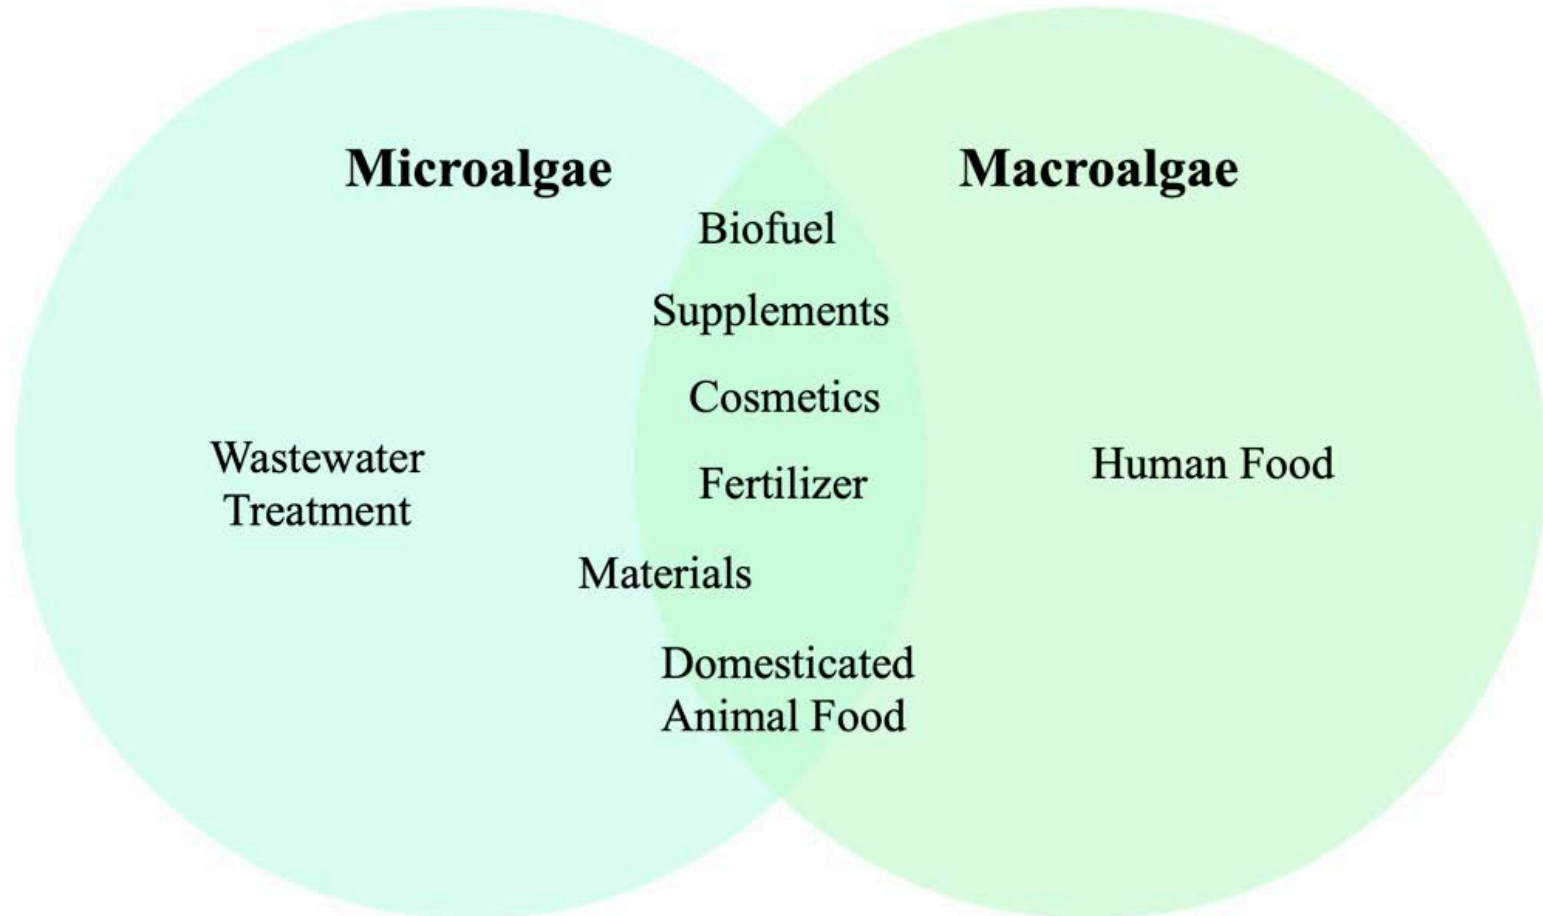 Microalgae
Macroalgae
Biofuel
Supplements
Cosmetics
Wastewater
Treatment
Fertilizer
Human Food
Materials
Domesticated
Animal Food